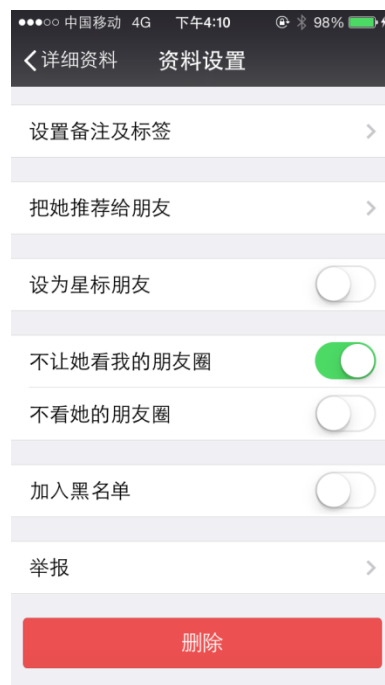 中国移动 4G 下午4:10 98%
详细资料 资料设置
设置备注及标签
把她推荐给朋友
设为星标朋友
不让她看我的朋友圈
不看她的朋友圈
加入黑名单
举报
删除